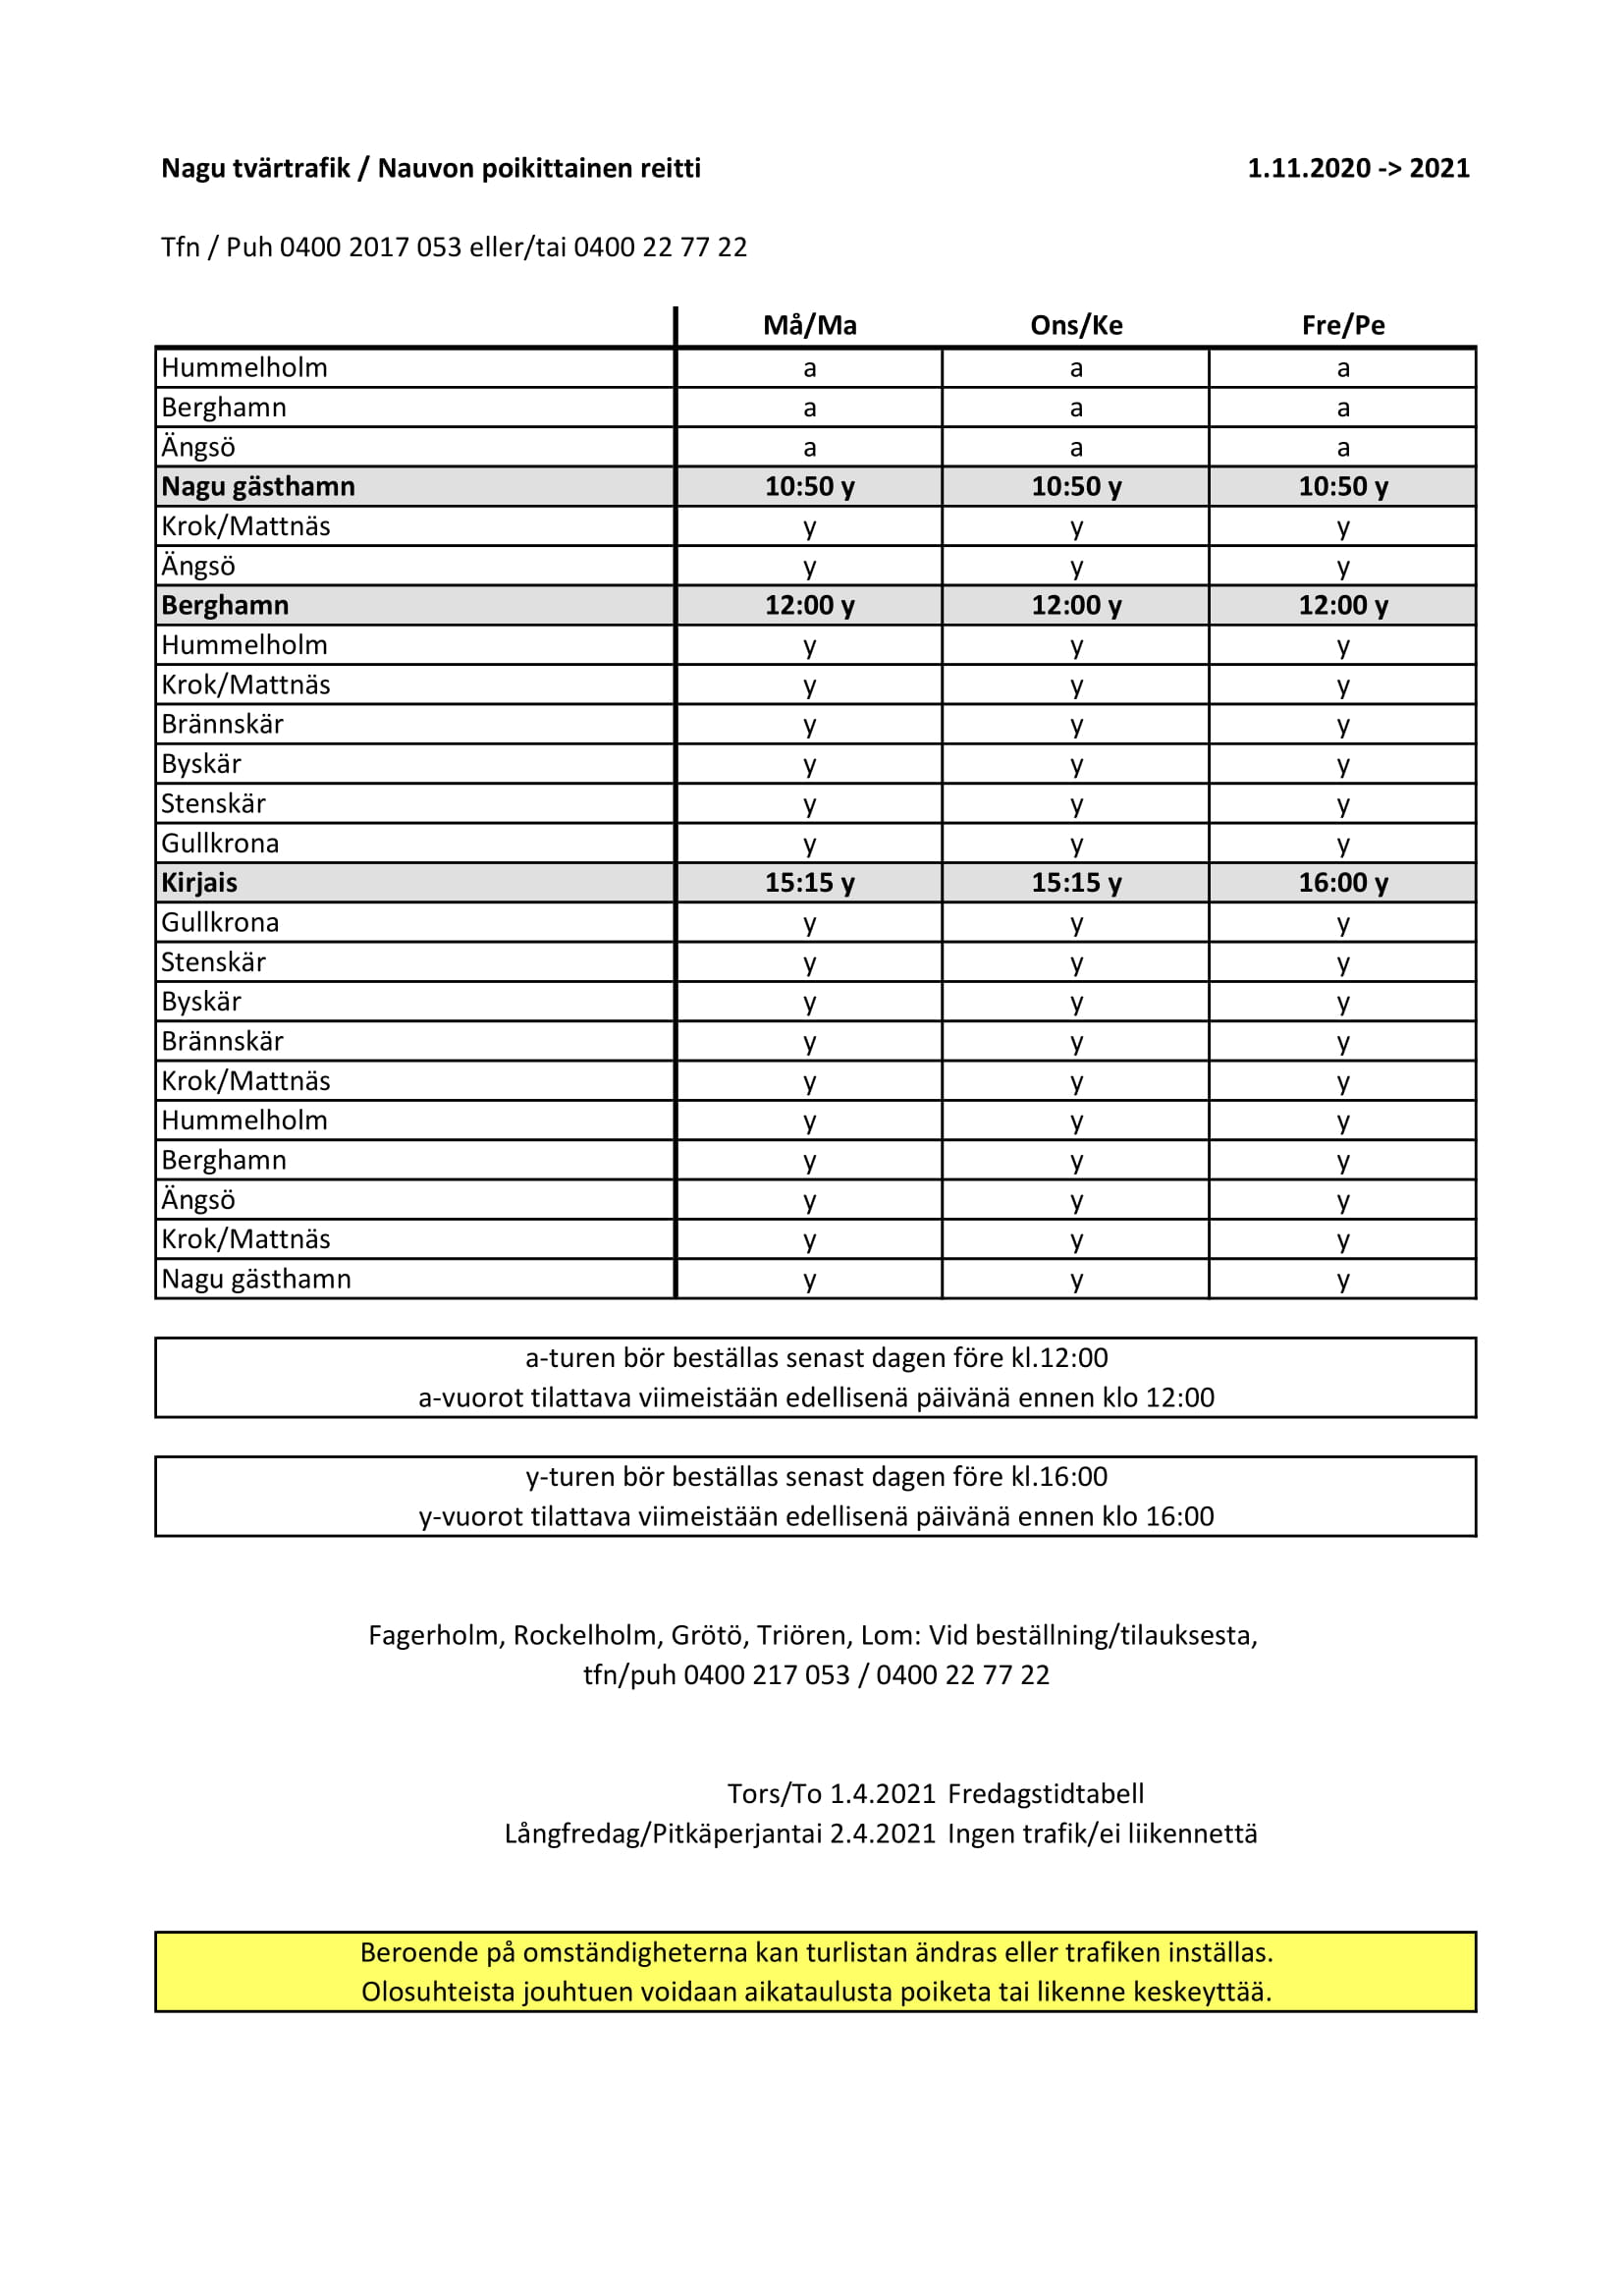 Nagu tvärtrafik / Nauvon poikittainen reitti 1.11.2020 -> 2021
Tfn / Puh 0400 2017 053 eller/tai 0400 22 77 22
Må/Ma Ons/Ke Fre/Pe
Hummelholm a a a
Berghamn a a a
Ängsö a a a
Nagu gästhamn 10:50 y 10:50 y 10:50 y
Krok/Mattnäs y y y
Ängsö y y y
Berghamn 12:00 y 12:00 y 12:00 y
Hummelholm y y y
Krok/Mattnäs y y y
Brännskär y y y
Byskär y y y
Stenskär y y y
Gullkrona y y y
Kirjais 15:15 y 15:15 y 16:00 y
Gullkrona y y y
Stenskär y y y
Byskär y y y
Brännskär y y y
Krok/Mattnäs y y y
Hummelholm y y y
Berghamn y y y
Ängsö y y y
Krok/Mattnäs y y y
Nagu gästhamn y y y
a-turen bör beställas senast dagen före kl.12:00
a-vuorot tilattava viimeistään edellisenä päivänä ennen klo 12:00
y-turen bör beställas senast dagen före kl.16:00
y-vuorot tilattava viimeistään edellisenä päivänä ennen klo 16:00
Fagerholm, Rockelholm, Grötö, Triören, Lom: Vid beställning/tilauksesta,
tfn/puh 0400 217 053 / 0400 22 77 22
Tors/To 1.4.2021 Fredagstidtabell
Långfredag/Pitkäperjantai 2.4.2021 Ingen trafik/ei liikennettä
Beroende på omständigheterna kan turlistan ändras eller trafiken inställas.
Olosuhteista jouhtuen voidaan aikataulusta poiketa tai likenne keskeyttää.